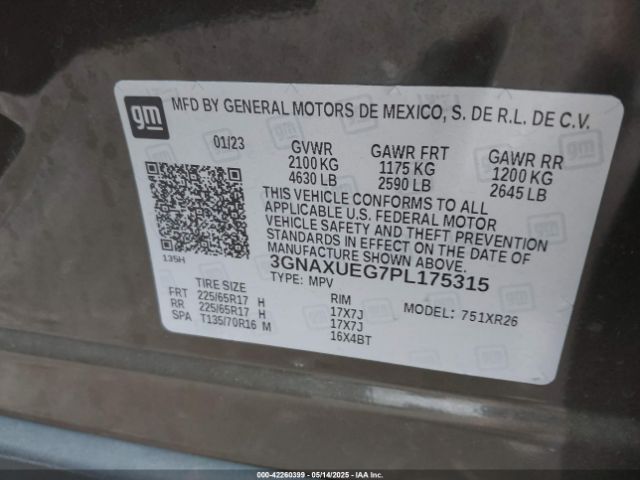 gm
MFD BY GENERAL MOTORS DE MEXICO, S. DE R.L. DE C.V.
01/23 GVWR GAWR FRT GAWR RR
2100 KG 1175 KG 1200 KG
4630 LB 2590 LB 2645 LB
THIS VEHICLE CONFORMS TO ALL
APPLICABLE U.S. FEDERAL MOTOR
VEHICLE SAFETY AND THEFT PREVENTION
STANDARDS IN EFFECT ON THE DATE OF
MANUFACTURE SHOWN ABOVE.
135H
3GNAXUEG7PL175315
TYPE: MPV
TIRE SIZE RIM
FRT 225/65R17 H 17X7J MODEL: 751XR26
RR 225/65R17 H 17X7J
SPA T135/70R16 M 16X4BT
000-42260399 - 05/14/2025 - IAAI Copyright